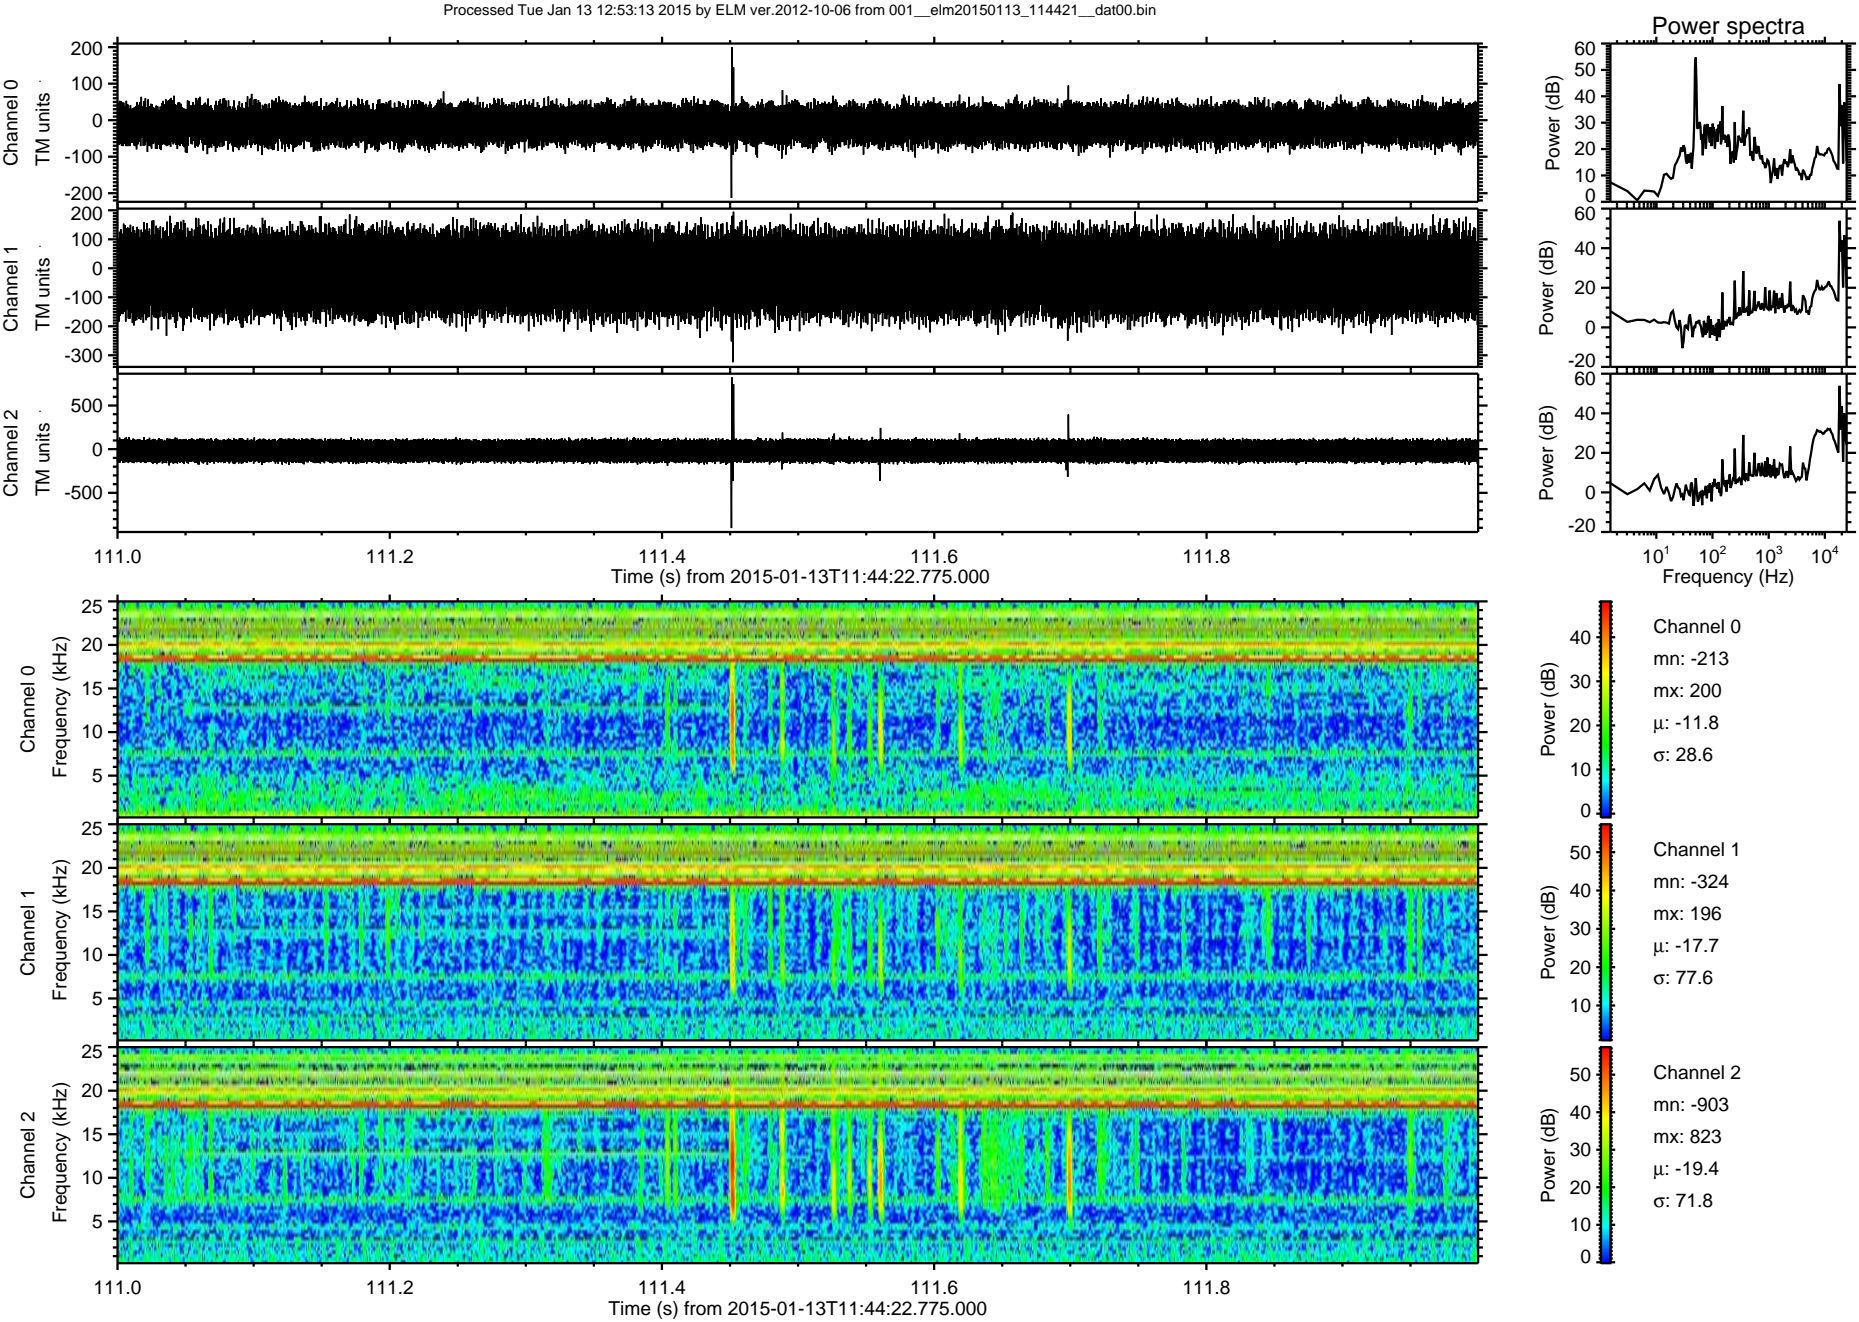 Processed Tue Jan 13 12:53:13 2015 by ELM ver.2012-10-06 from 001__elm20150113_114421__dat00.bin
Power spectra
Channel 0
TM units
200
100
0
-100
-200
Power (dB)
60
50
40
30
20
10
0
Channel 1
TM units
200
100
0
-100
-200
-300
Power (dB)
60
40
20
0
-20
Channel 2
TM units
500
0
-500
Power (dB)
60
40
20
0
-20
111.0 111.2 111.4 111.6 111.8
Time (s) from 2015-01-13T11:44:22.775.000
10¹ 10² 10³ 10⁴
Frequency (Hz)
Channel 0
Frequency (kHz)
25
20
15
10
5
Power (dB)
40
30
20
10
0
Channel 0
mn: -213
mx: 200
μ: -11.8
σ: 28.6
Channel 1
Frequency (kHz)
25
20
15
10
5
Power (dB)
50
40
30
20
10
Channel 1
mn: -324
mx: 196
μ: -17.7
σ: 77.6
Channel 2
Frequency (kHz)
25
20
15
10
5
Power (dB)
50
40
30
20
10
0
Channel 2
mn: -903
mx: 823
μ: -19.4
σ: 71.8
111.0 111.2 111.4 111.6 111.8
Time (s) from 2015-01-13T11:44:22.775.000